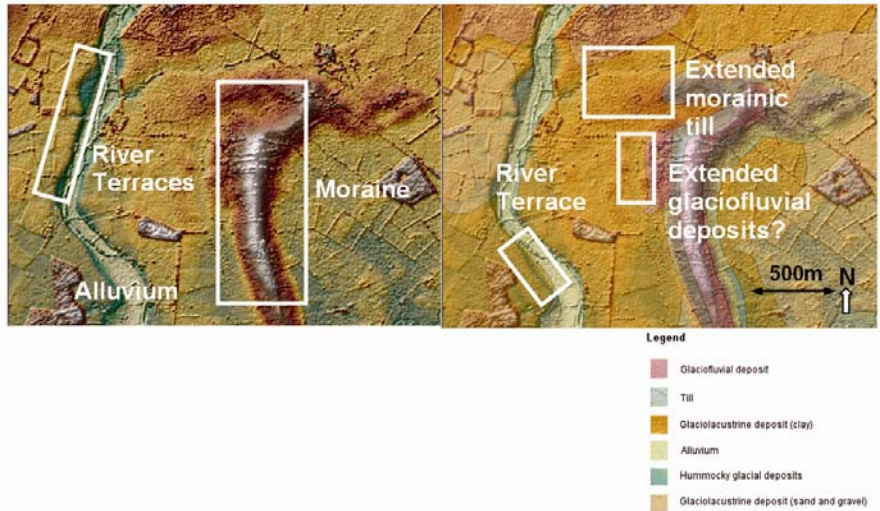 River
Terraces
Moraine
Alluvium
Extended
morainic
till
River
Terrace
Extended
glaciofluvial
deposits?
500m
N
Legend
Glaciofluvial deposit
Till
Glaciolacustrine deposit (clay)
Alluvium
Hummocky glacial deposits
Glaciolacustrine deposit (sand and gravel)